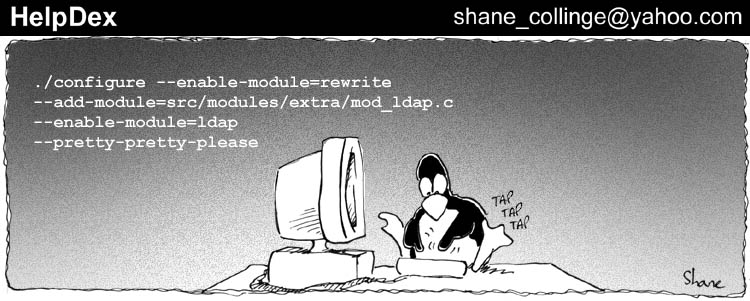 HelpDex
shane_collinge@yahoo.com
./configure --enable-module=rewrite
--add-module=src/modules/extra/mod_ldap.c
--enable-module=ldap
--pretty-pretty-please
TAP
TAP
TAP
Shane